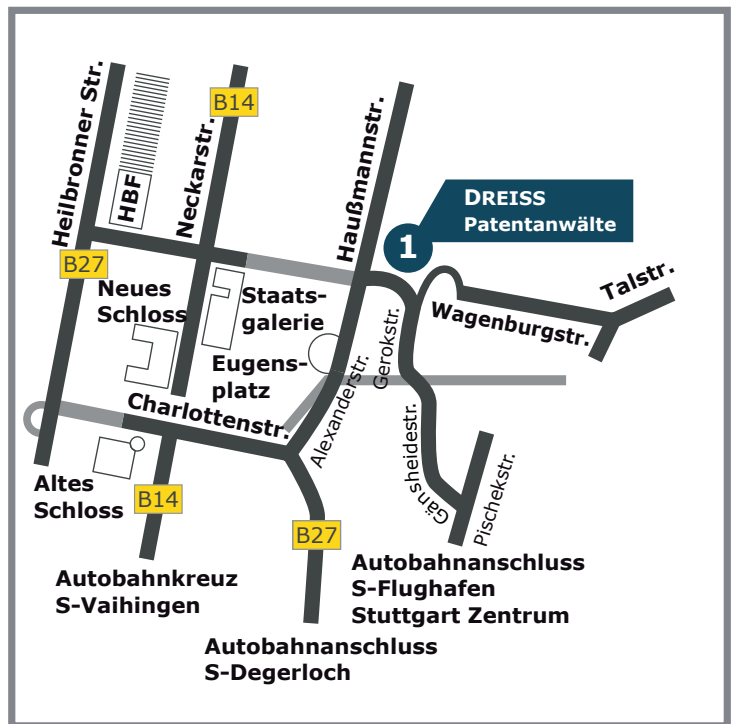 Heilbronner Str.
HBF
Neckarstr.
B14
Haußmannstr.
DREISS
Patentanwälte
1
B27
Neues
Schloss
Staats-
galerie
Talstr.
Wagenburgstr.
Eugens-
platz
Gerokstr.
Alexanderstr.
Charlottenstr.
Gänsheidestr.
Pischekstr.
Altes
Schloss
B14
B27
Autobahnkreuz
S-Vaihingen
Autobahnanschluss
S-Flughafen
Stuttgart Zentrum
Autobahnanschluss
S-Degerloch